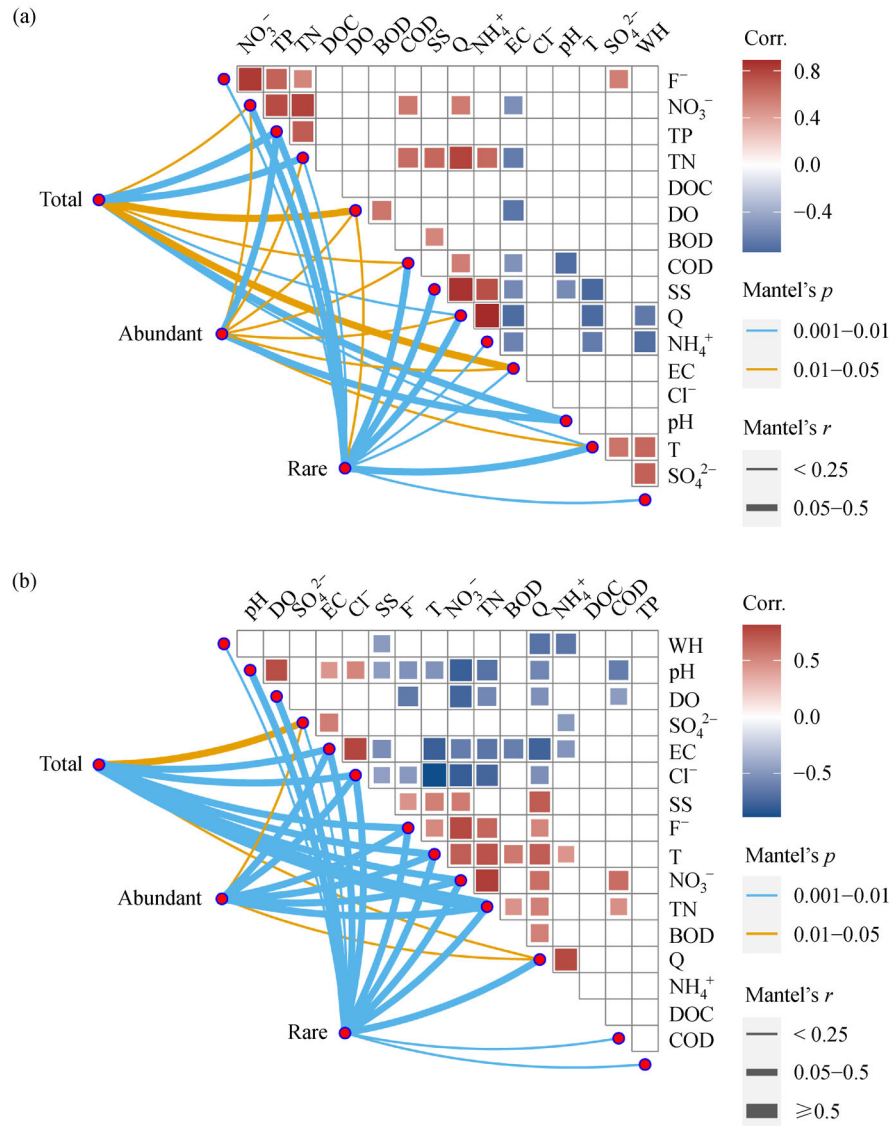 (a)
NO₃⁻ TP TN DOC DO BOD COD SS Q NH₄⁺ EC Cl⁻ pH T SO₄²⁻ WH
F⁻
NO₃⁻
TP
TN
DOC
DO
BOD
COD
SS
Q
NH₄⁺
EC
Cl⁻
pH
T
SO₄²⁻
Total
Abundant
Rare
Corr.
0.8
0.4
0.0
−0.4
Mantel's p
0.001−0.01
0.01−0.05
Mantel's r
< 0.25
0.05−0.5
(b)
pH DO SO₄²⁻ EC Cl⁻ SS F⁻ T NO₃⁻ TN BOD Q NH₄⁺ DOC COD TP
WH
pH
DO
SO₄²⁻
EC
Cl⁻
SS
F⁻
T
NO₃⁻
TN
BOD
Q
NH₄⁺
DOC
COD
Total
Abundant
Rare
Corr.
0.5
0.0
−0.5
Mantel's p
0.001−0.01
0.01−0.05
Mantel's r
< 0.25
0.05−0.5
⩾0.5